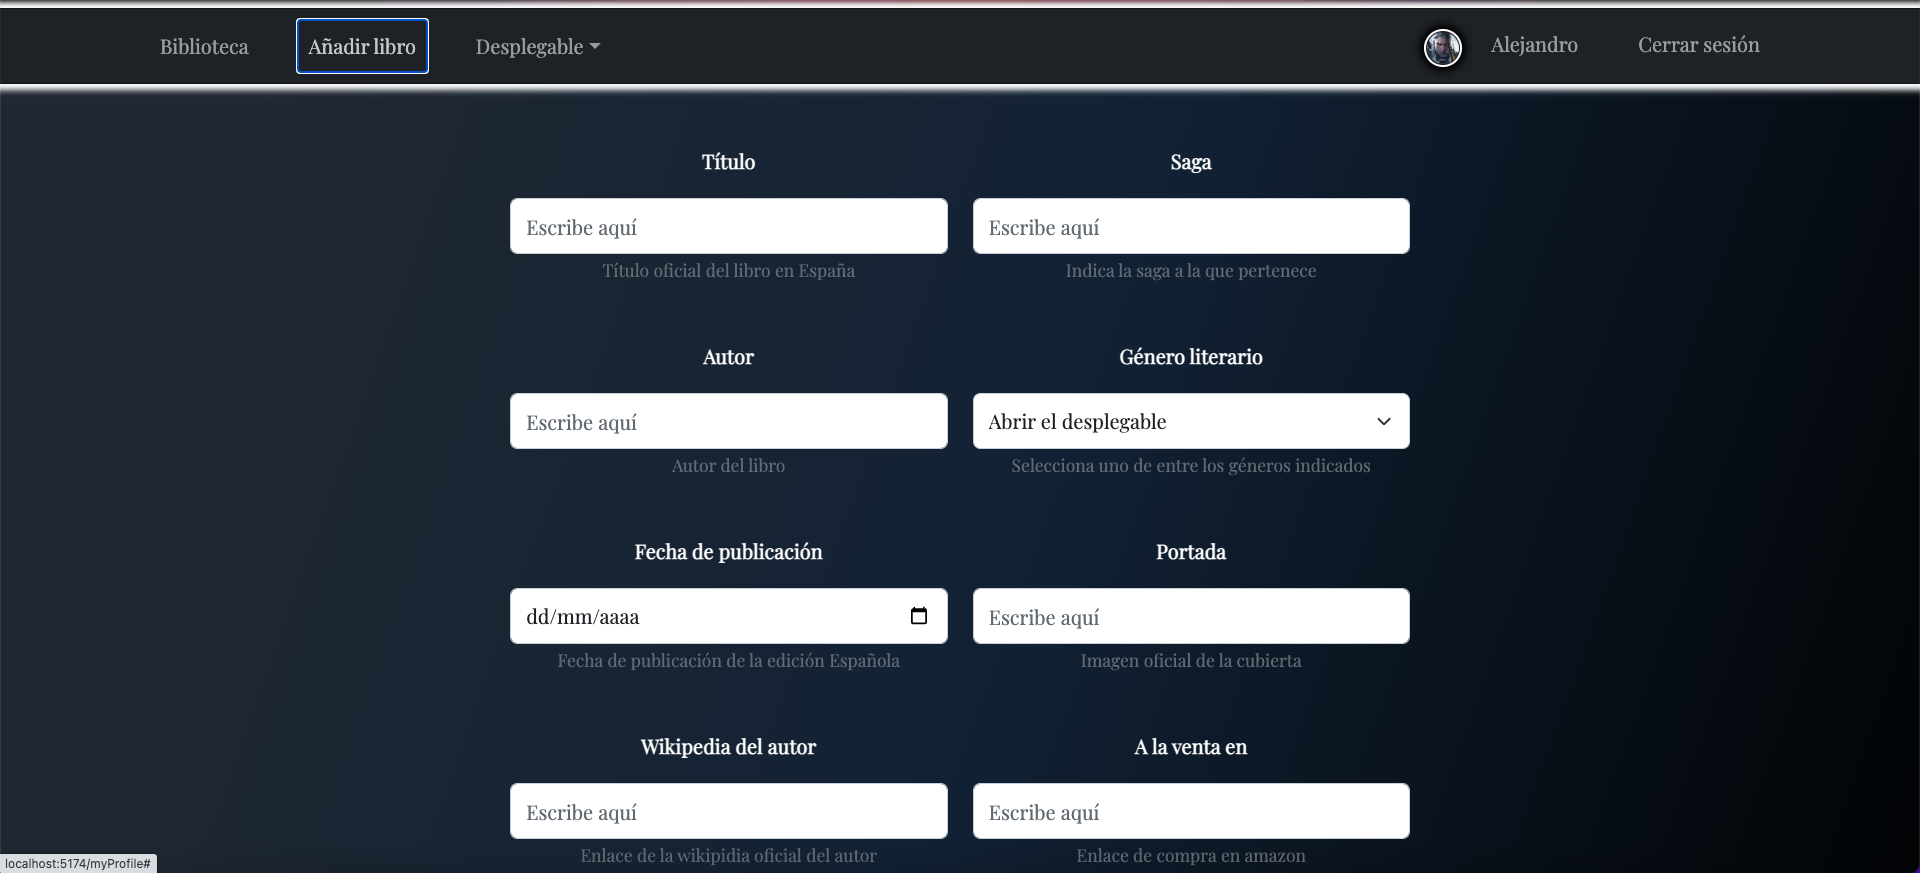 Biblioteca Añadir libro Desplegable Alejandro Cerrar sesión
Título Saga
Escribe aquí Escribe aquí
Título oficial del libro en España Indica la saga a la que pertenece
Autor Género literario
Escribe aquí Abrir el desplegable
Autor del libro Selecciona uno de entre los géneros indicados
Fecha de publicación Portada
dd/mm/aaaa Escribe aquí
Fecha de publicación de la edición Española Imagen oficial de la cubierta
Wikipedia del autor A la venta en
Escribe aquí Escribe aquí
Enlace de la wikipidia oficial del autor Enlace de compra en amazon
localhost:5174/myProfile#